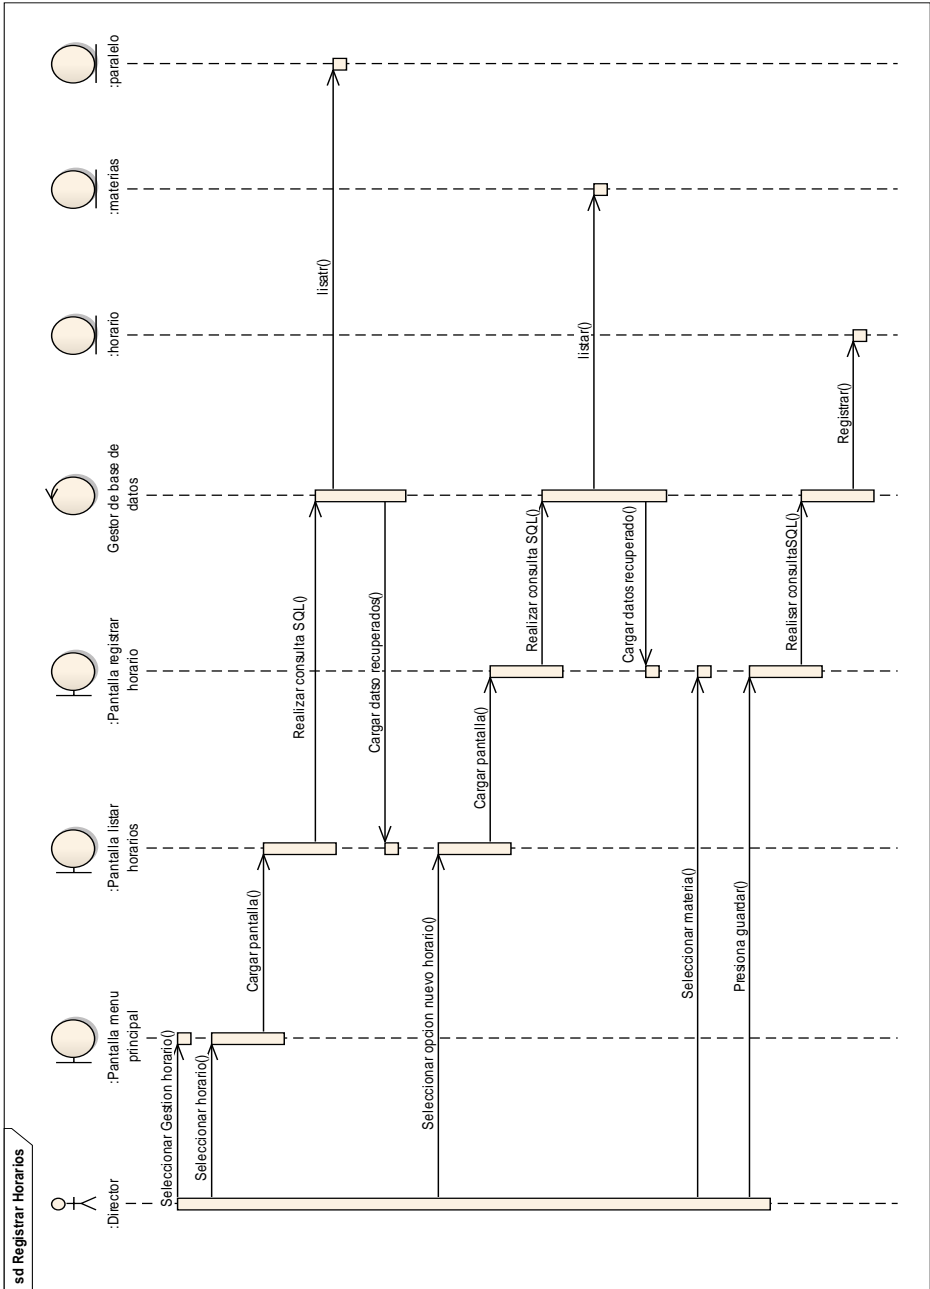 sd Registrar Horarios
:Director
:Pantalla menu
principal
:Pantalla listar
horarios
:Pantalla registrar
horario
Gestor de base de
datos
:horario
:materias
:paralelo
Seleccionar Gestion horario()
Seleccionar horario()
Cargar pantalla()
Realizar consulta SQL()
lisatr()
Cargar datso recuperados()
Seleccionar opcion nuevo horario()
Cargar pantalla()
Realizar consulta SQL()
listar()
Cargar datos recuperado()
Seleccionar materia()
Presiona guardar()
Realisar consultaSQL()
Registrar()